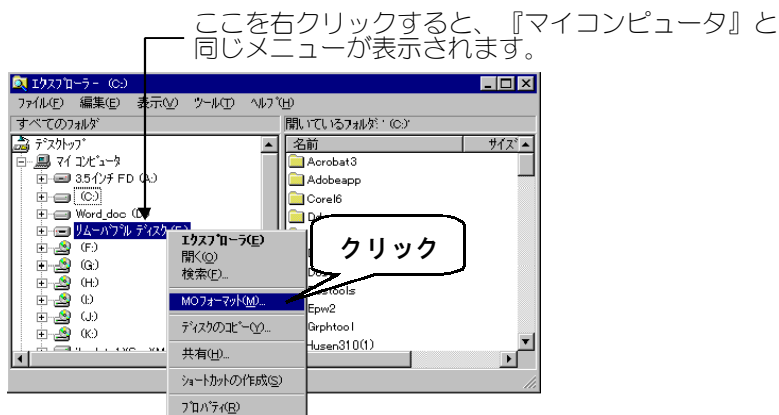 ここを右クリックすると、『マイコンピュータ』と
同じメニューが表示されます。
エクスプローラ - (C:)
ファイル(F) 編集(E) 表示(V) ツール(T) ヘルプ(H)
すべてのフォルダ
開いているフォルダ: (C:)
デスクトップ
マイ コンピュータ
3.5インチ FD (A:)
(C:)
Word_doc (D:)
リムーバブル ディスク (E:)
(F:)
(G:)
(H:)
(I:)
(J:)
(K:)
名前 サイズ
Acrobat3
Adobeapp
Corel6
Epw2
Grphtool
Husen310(1)
エクスプローラ(E)
開く(O)
検索(F)...
MOフォーマット(M)...
ディスクのコピー(Y)...
共有(H)...
ショートカットの作成(S)
プロパティ(R)
クリック